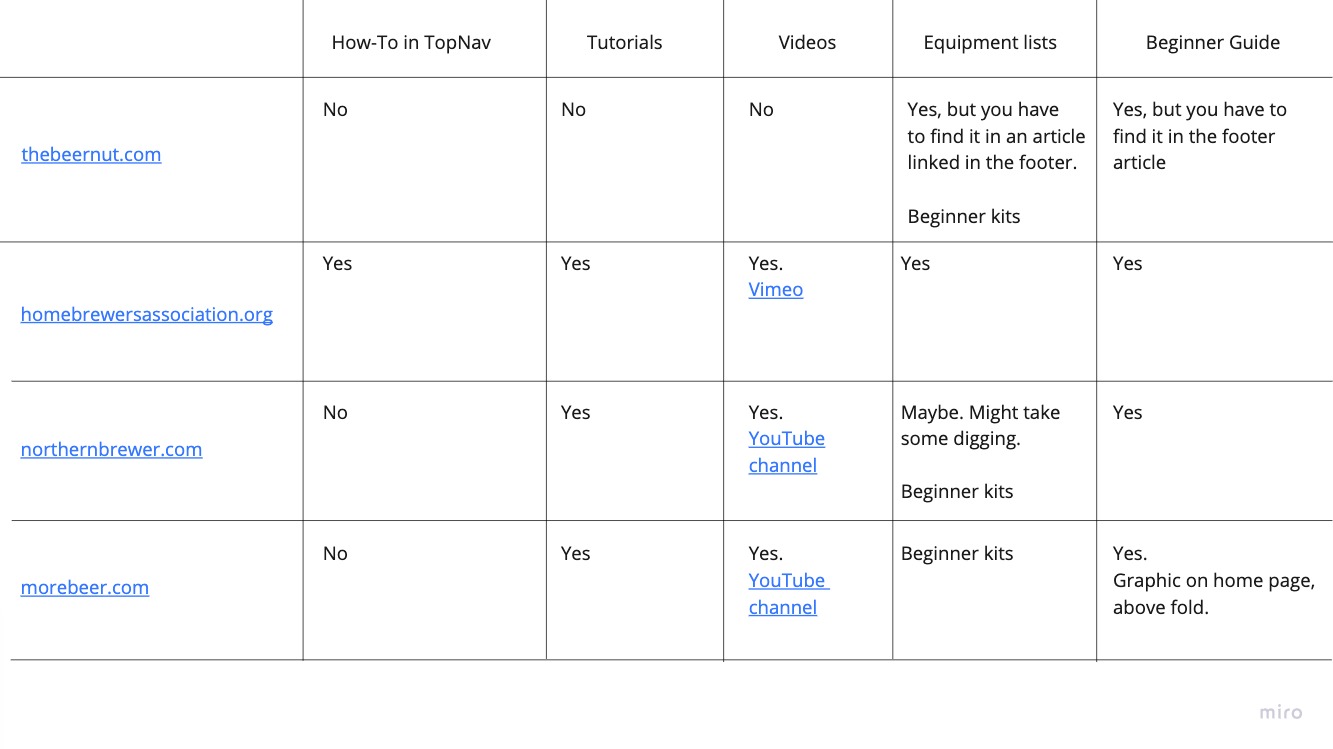 How-To in TopNav
Tutorials
Videos
Equipment lists
Beginner Guide
thebeernut.com
No
No
No
Yes, but you have
to find it in an article
linked in the footer.
Beginner kits
Yes, but you have to
find it in the footer
article
homebrewersassociation.org
Yes
Yes
Yes.
Vimeo
Yes
Yes
northernbrewer.com
No
Yes
Yes.
YouTube
channel
Maybe. Might take
some digging.
Beginner kits
Yes
morebeer.com
No
Yes
Yes.
YouTube
channel
Beginner kits
Yes.
Graphic on home page,
above fold.
miro